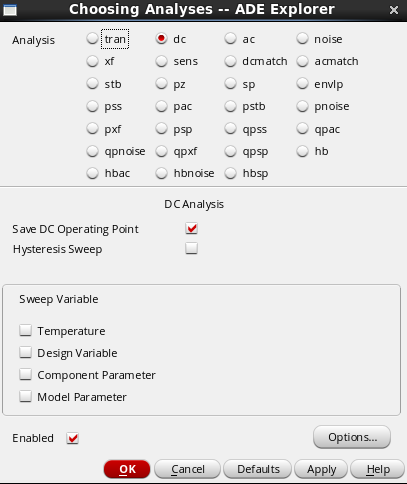 Choosing Analyses -- ADE Explorer
Analysis tran dc ac noise
xf sens dcmatch acmatch
stb pz sp envlp
pss pac pstb pnoise
pxf psp qpss qpac
qpnoise qpxf qpsp hb
hbac hbnoise hbsp
DC Analysis
Save DC Operating Point
Hysteresis Sweep
Sweep Variable
Temperature
Design Variable
Component Parameter
Model Parameter
Enabled Options...
OK Cancel Defaults Apply Help